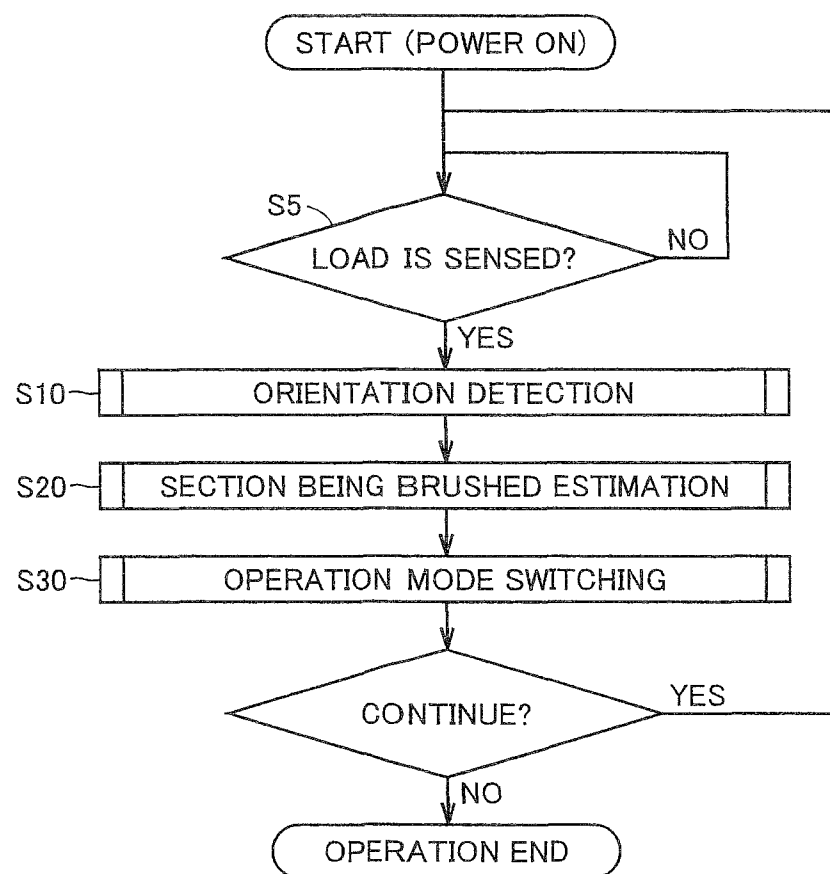 START (POWER ON)
S5
LOAD IS SENSED?
NO
YES
S10
ORIENTATION DETECTION
S20
SECTION BEING BRUSHED ESTIMATION
S30
OPERATION MODE SWITCHING
CONTINUE?
YES
NO
OPERATION END